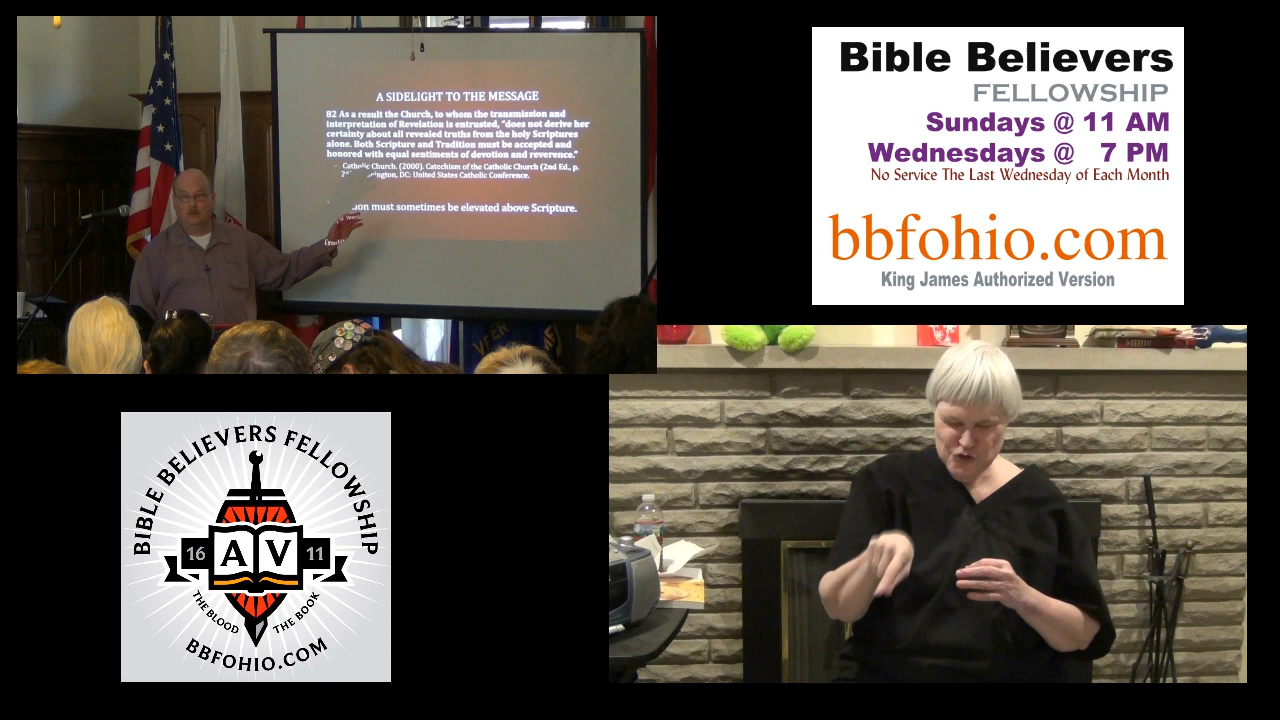 A SIDELIGHT TO THE MESSAGE
82 As a result the Church, to whom the transmission and
interpretation of Revelation is entrusted, "does not derive her
certainty about all revealed truths from the holy Scriptures
alone. Both Scripture and Tradition must be accepted and
honored with equal sentiments of devotion and reverence."
Catholic Church. (2000). Catechism of the Catholic Church (2nd Ed., p.
DC: United States Catholic Conference.
must sometimes be elevated above Scripture.
Bible Believers
FELLOWSHIP
Sundays @ 11 AM
Wednesdays @ 7 PM
No Service The Last Wednesday of Each Month
bbfohio.com
King James Authorized Version
BIBLE BELIEVERS FELLOWSHIP
16 AV 11
THE BLOOD THE BOOK
BBFOHIO.COM